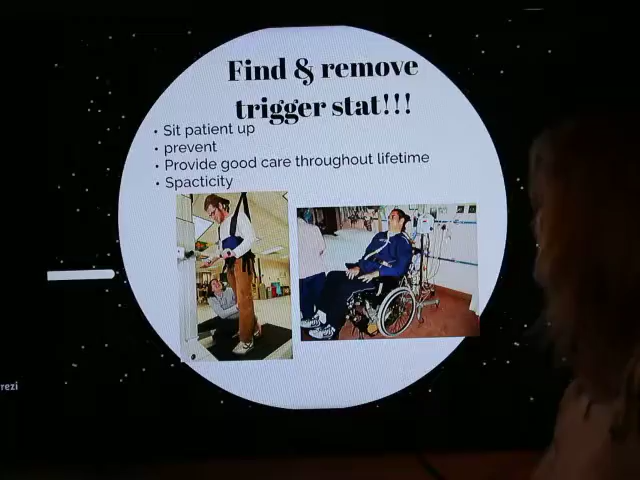 Find & remove
trigger stat!!!
• Sit patient up
• prevent
• Provide good care throughout lifetime
• Spacticity
rezi